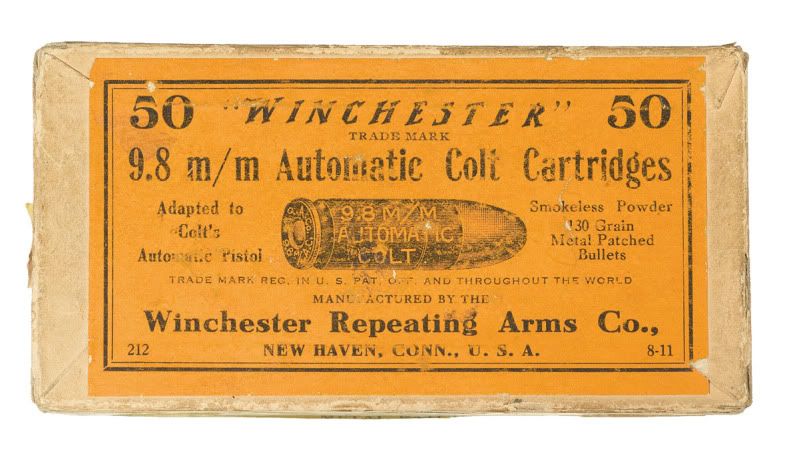 50 "WINCHESTER" 50
TRADE MARK
9.8 m/m Automatic Colt Cartridges
Adapted to
Colt's
Automatic Pistol
9.8 M/M
AUTOMATIC
COLT
Smokeless Powder
130 Grain
Metal Patched
Bullets
TRADE MARK REG. IN U. S. PAT. OFF. AND THROUGHOUT THE WORLD
MANUFACTURED BY THE
Winchester Repeating Arms Co.,
212 NEW HAVEN, CONN., U. S. A. 8-11